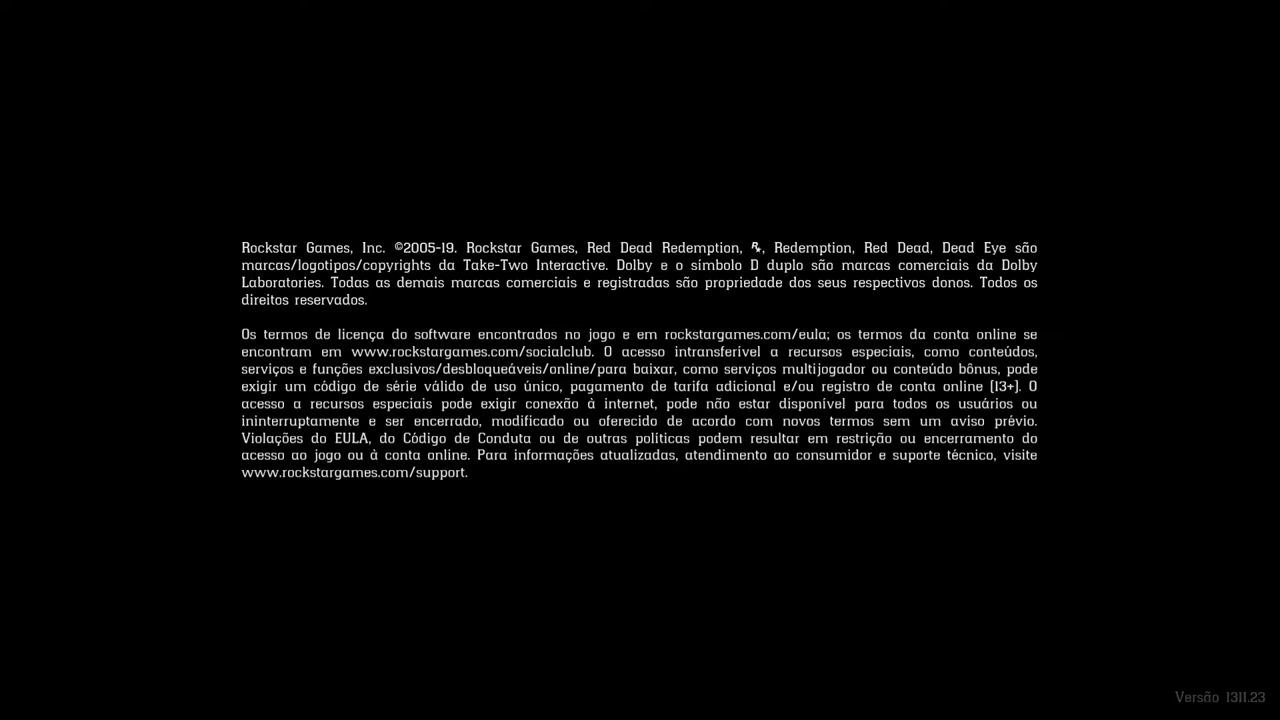 Rockstar Games, Inc. ©2005-19. Rockstar Games, Red Dead Redemption, R★, Redemption, Red Dead, Dead Eye são
marcas/logotipos/copyrights da Take-Two Interactive. Dolby e o símbolo D duplo são marcas comerciais da Dolby
Laboratories. Todas as demais marcas comerciais e registradas são propriedade dos seus respectivos donos. Todos os
direitos reservados.
Os termos de licença do software encontrados no jogo e em rockstargames.com/eula; os termos da conta online se
encontram em www.rockstargames.com/socialclub. O acesso intransferível a recursos especiais, como conteúdos,
serviços e funções exclusivos/desbloqueáveis/online/para baixar, como serviços multijogador ou conteúdo bônus, pode
exigir um código de série válido de uso único, pagamento de tarifa adicional e/ou registro de conta online (13+). O
acesso a recursos especiais pode exigir conexão à internet, pode não estar disponível para todos os usuários ou
ininterruptamente e ser encerrado, modificado ou oferecido de acordo com novos termos sem um aviso prévio.
Violações do EULA, do Código de Conduta ou de outras políticas podem resultar em restrição ou encerramento do
acesso ao jogo ou à conta online. Para informações atualizadas, atendimento ao consumidor e suporte técnico, visite
www.rockstargames.com/support.
Versão 1311.23